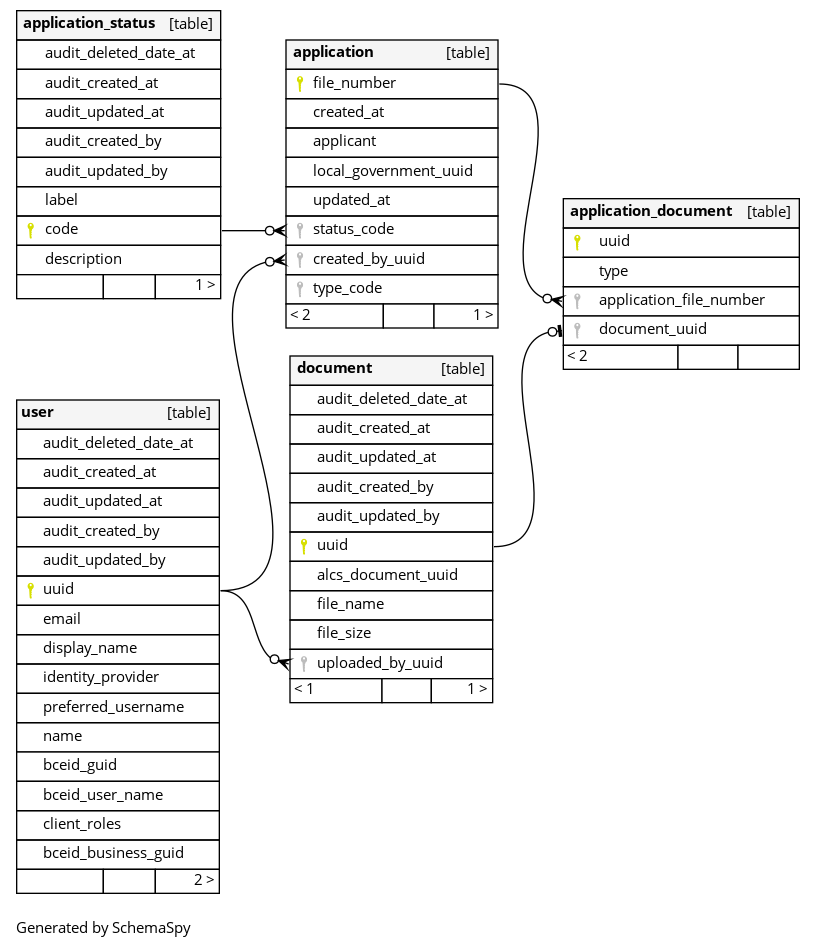 application_status [table]
audit_deleted_date_at
audit_created_at
audit_updated_at
audit_created_by
audit_updated_by
label
code
description
1 >
application [table]
file_number
created_at
applicant
local_government_uuid
updated_at
status_code
created_by_uuid
type_code
< 2 1 >
application_document [table]
uuid
type
application_file_number
document_uuid
< 2
document [table]
audit_deleted_date_at
audit_created_at
audit_updated_at
audit_created_by
audit_updated_by
uuid
alcs_document_uuid
file_name
file_size
uploaded_by_uuid
< 1 1 >
user [table]
audit_deleted_date_at
audit_created_at
audit_updated_at
audit_created_by
audit_updated_by
uuid
email
display_name
identity_provider
preferred_username
name
bceid_guid
bceid_user_name
client_roles
bceid_business_guid
2 >
Generated by SchemaSpy